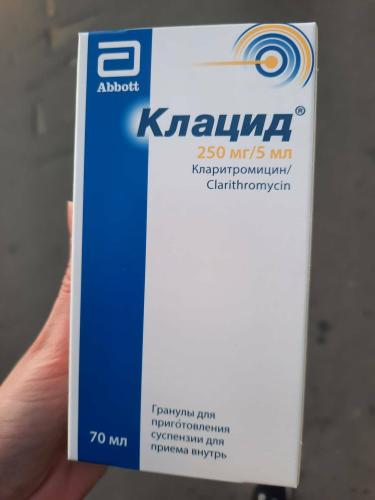 Abbott
Клацид®
250 мг/5 мл
Кларитромицин/
Clarithromycin
Гранулы для
приготовления
суспензии для
приема внутрь
70 мл